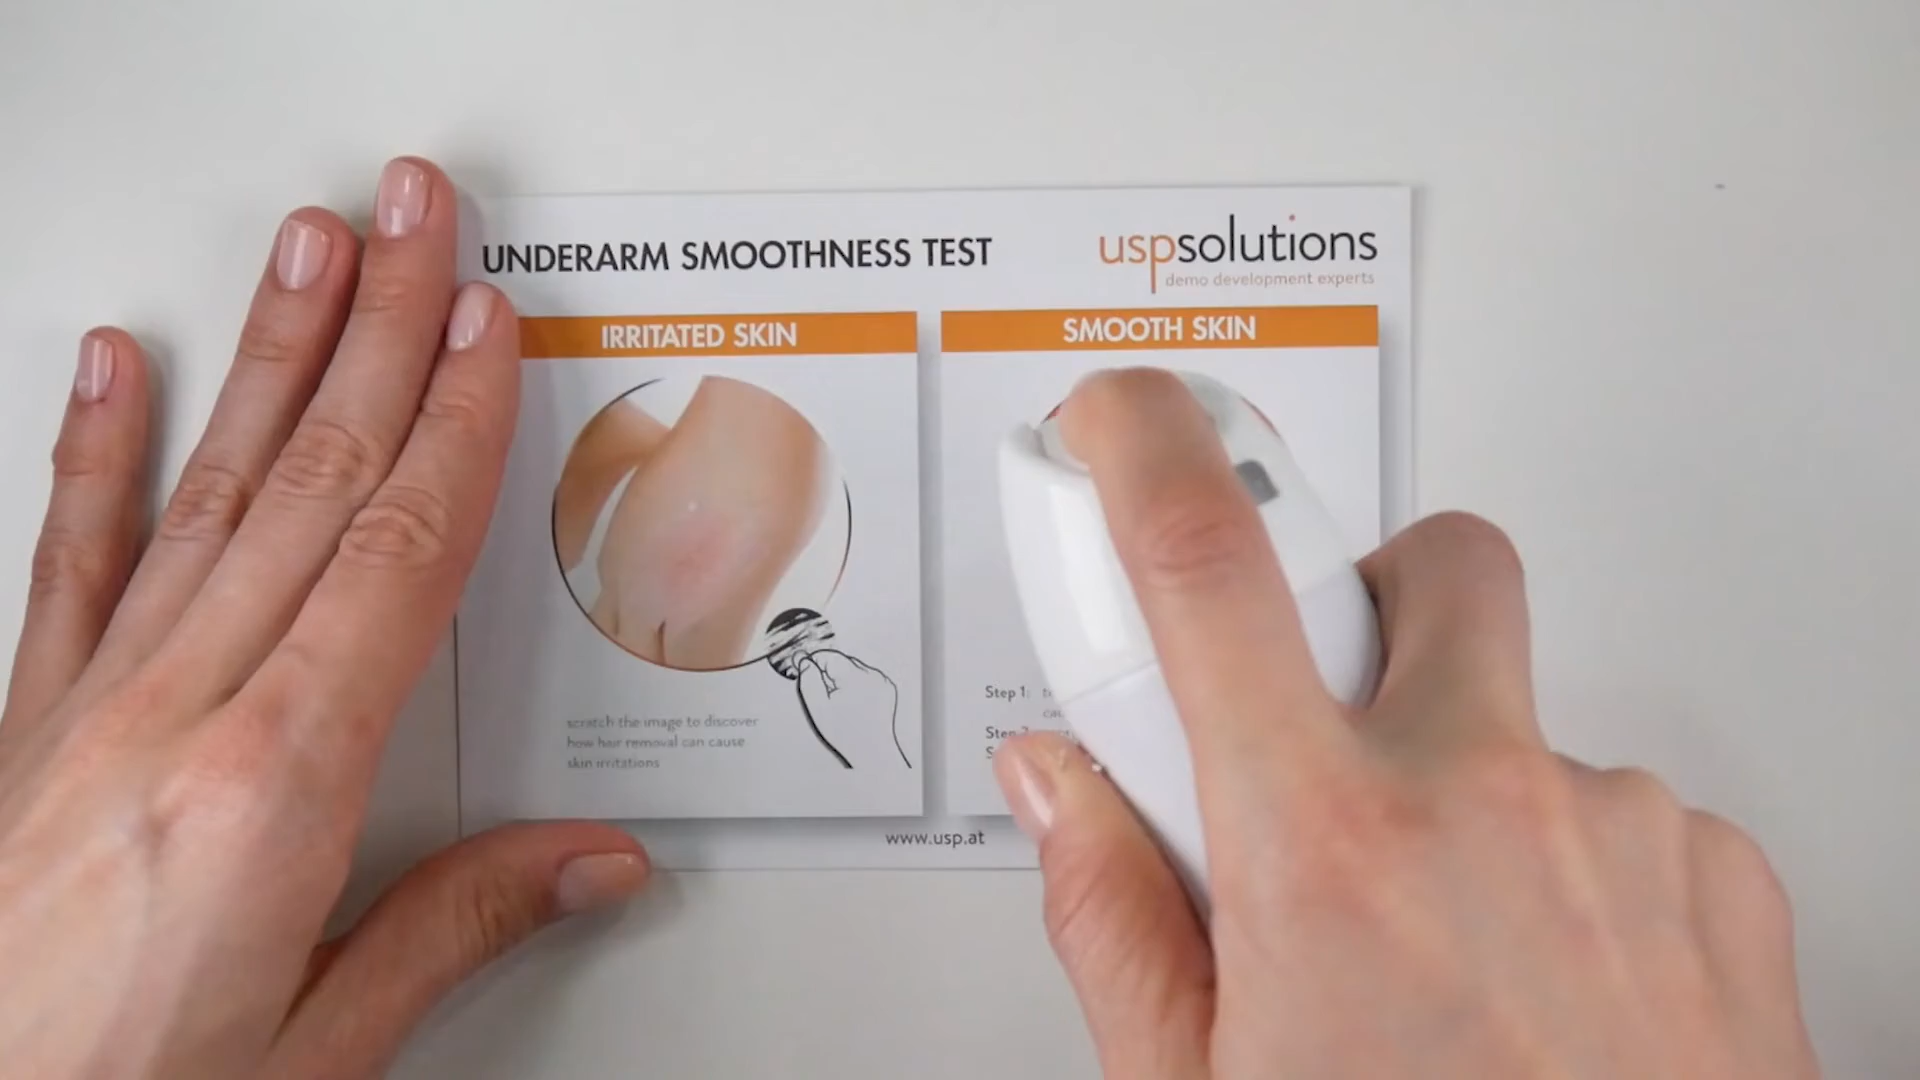 UNDERARM SMOOTHNESS TEST
uspsolutions
demo development experts
IRRITATED SKIN
SMOOTH SKIN
scratch the image to discover
how hair removal can cause
skin irritations
Step 1:
www.usp.at